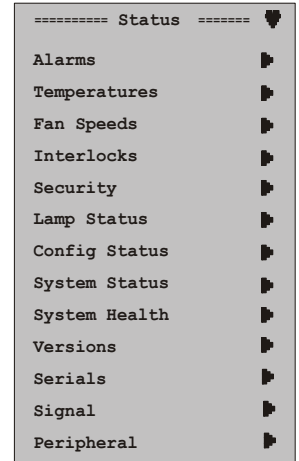 ========== Status =======
Alarms
Temperatures
Fan Speeds
Interlocks
Security
Lamp Status
Config Status
System Status
System Health
Versions
Serials
Signal
Peripheral